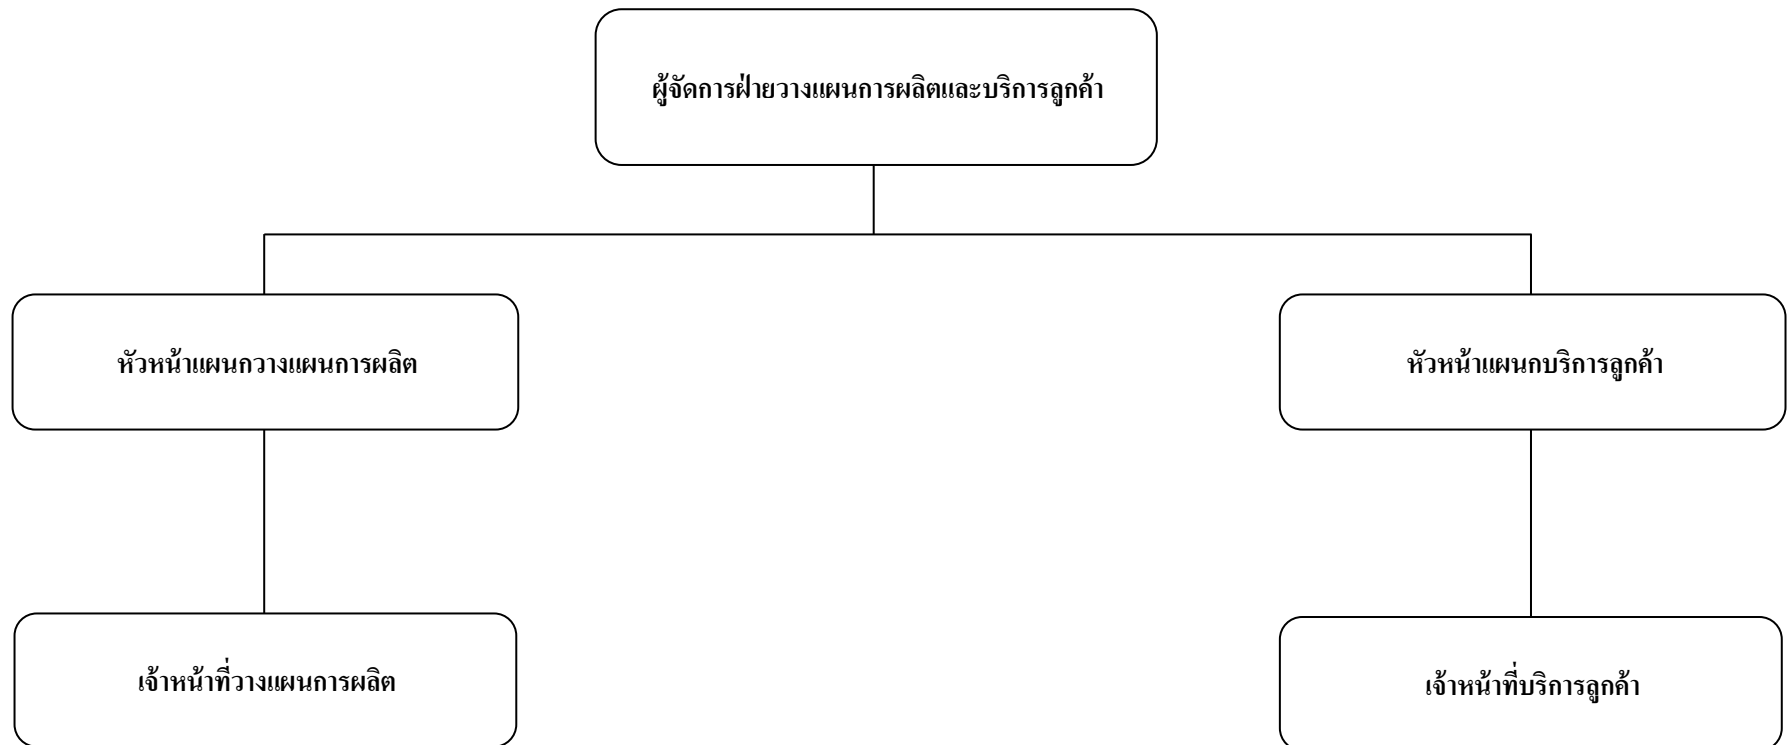 ผู้จัดการฝ่ายวางแผนการผลิตและบริการลูกค้า
หัวหน้าแผนกวางแผนการผลิต
หัวหน้าแผนกบริการลูกค้า
เจ้าหน้าที่วางแผนการผลิต
เจ้าหน้าที่บริการลูกค้า